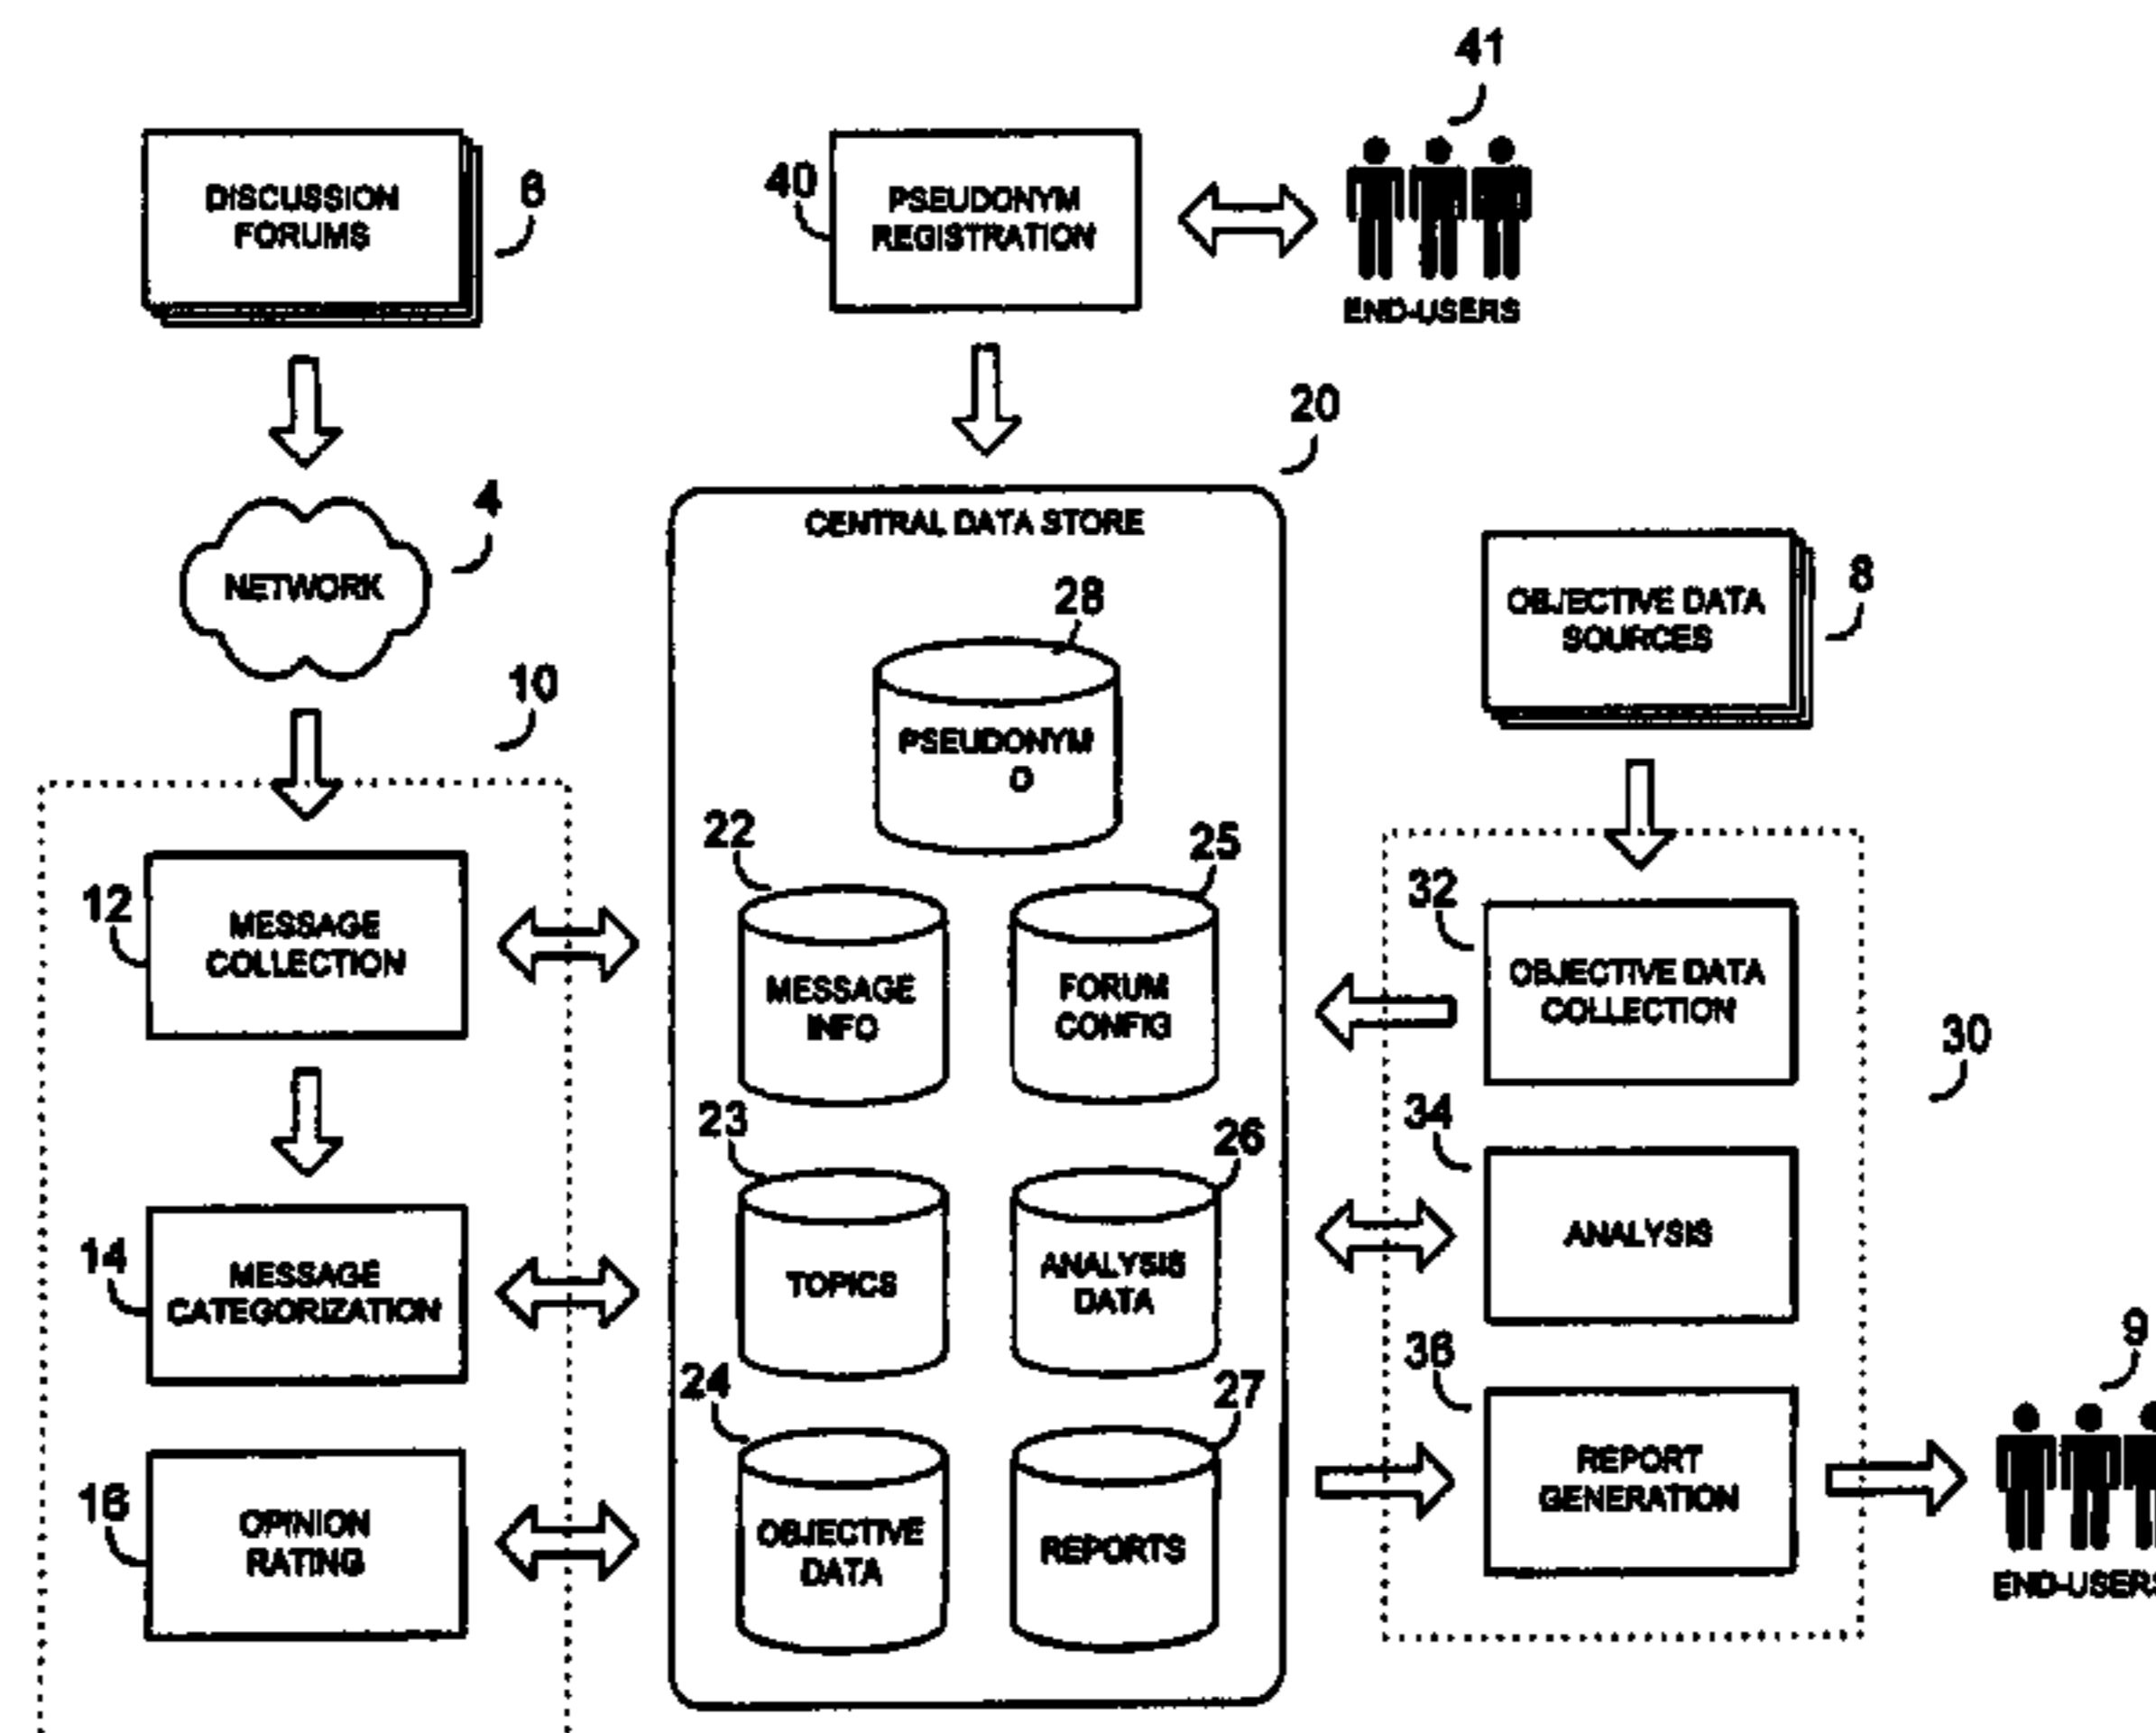 41
DISCUSSION
FORUMS
6
40
PSEUDONYM
REGISTRATION
END-USERS
20
4
NETWORK
CENTRAL DATA STORE
28
PSEUDONYM
O
OBJECTIVE DATA
SOURCES
8
10
22
25
12
MESSAGE
COLLECTION
MESSAGE
INFO
FORUM
CONFIG
32
OBJECTIVE DATA
COLLECTION
30
23
26
34
14
MESSAGE
CATEGORIZATION
TOPICS
ANALYSIS
DATA
ANALYSIS
24
27
36
9
16
OPINION
RATING
OBJECTIVE
DATA
REPORTS
REPORT
GENERATION
END-USERS